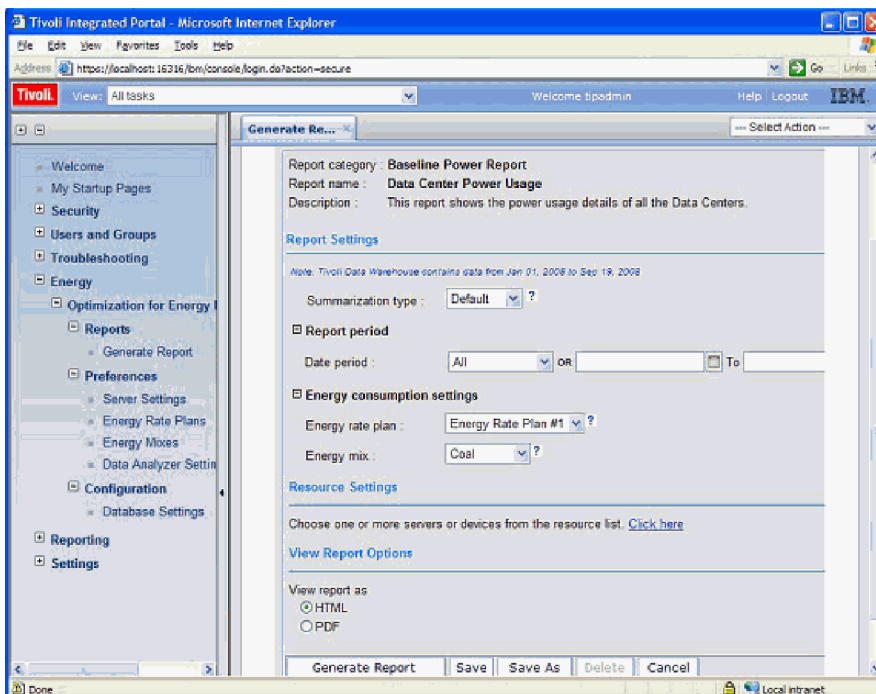 Tivoli Integrated Portal - Microsoft Internet Explorer
File Edit View Favorites Tools Help
Address https://localhost:16316/ibm/console/login.do?action=secure Go Links
Tivoli. View: All tasks Welcome tipadmin Help Logout IBM.
Generate Re... --- Select Action ---
Welcome
My Startup Pages
Security
Users and Groups
Troubleshooting
Energy
Optimization for Energy
Reports
Generate Report
Preferences
Server Settings
Energy Rate Plans
Energy Mixes
Data Analyzer Settin
Configuration
Database Settings
Reporting
Settings
Report category : Baseline Power Report
Report name : Data Center Power Usage
Description : This report shows the power usage details of all the Data Centers.
Report Settings
Note: Tivoli Data Warehouse contains data from Jan 01, 2008 to Sep 19, 2008
Summarization type : Default ?
Report period
Date period : All OR To
Energy consumption settings
Energy rate plan : Energy Rate Plan #1 ?
Energy mix : Coal ?
Resource Settings
Choose one or more servers or devices from the resource list. Click here
View Report Options
View report as
HTML
PDF
Generate Report Save Save As Delete Cancel
Done Local intranet